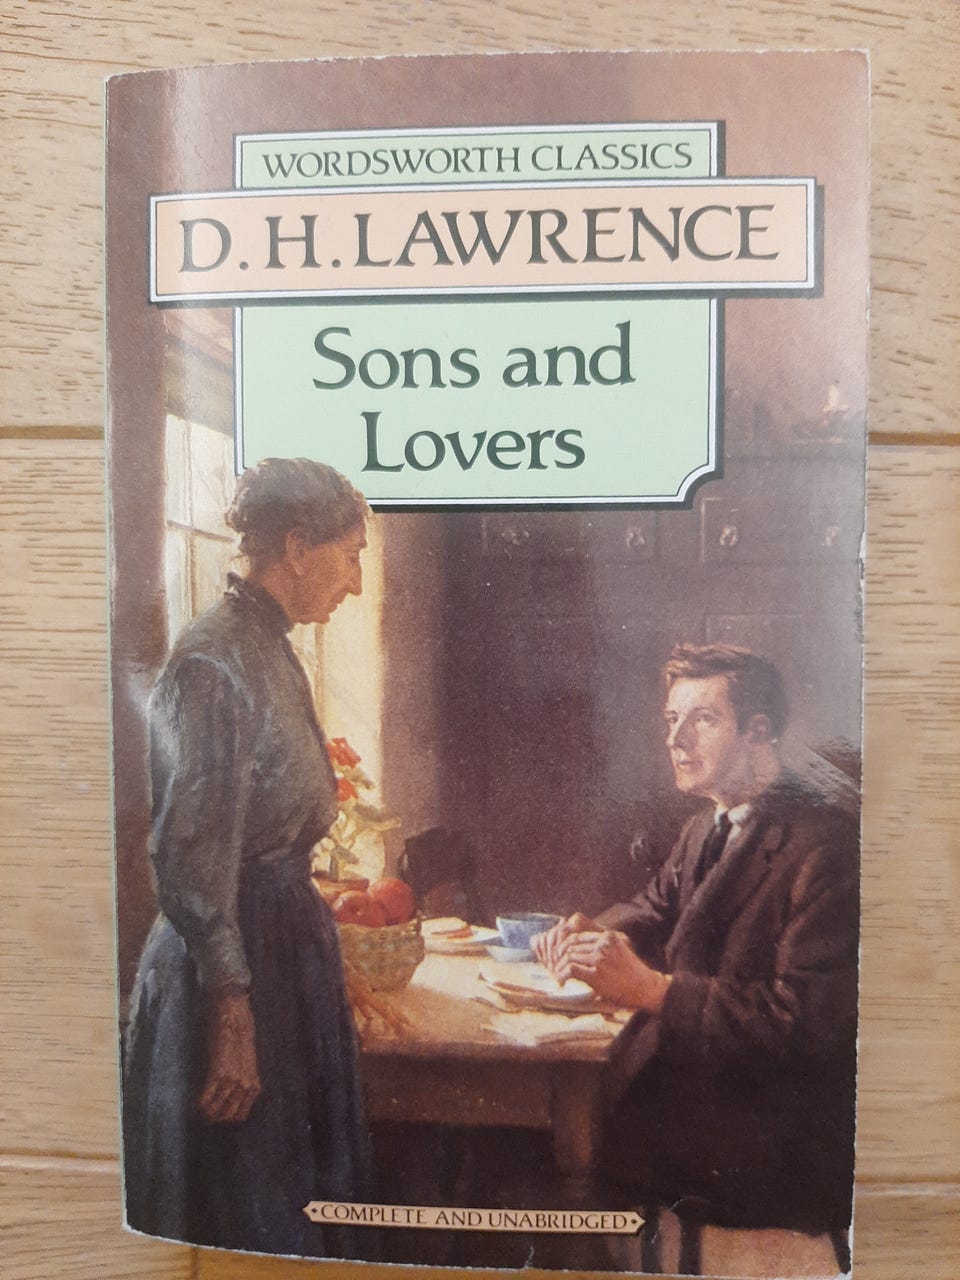 WORDSWORTH CLASSICS
D. H. LAWRENCE
Sons and
Lovers
•COMPLETE AND UNABRIDGED•